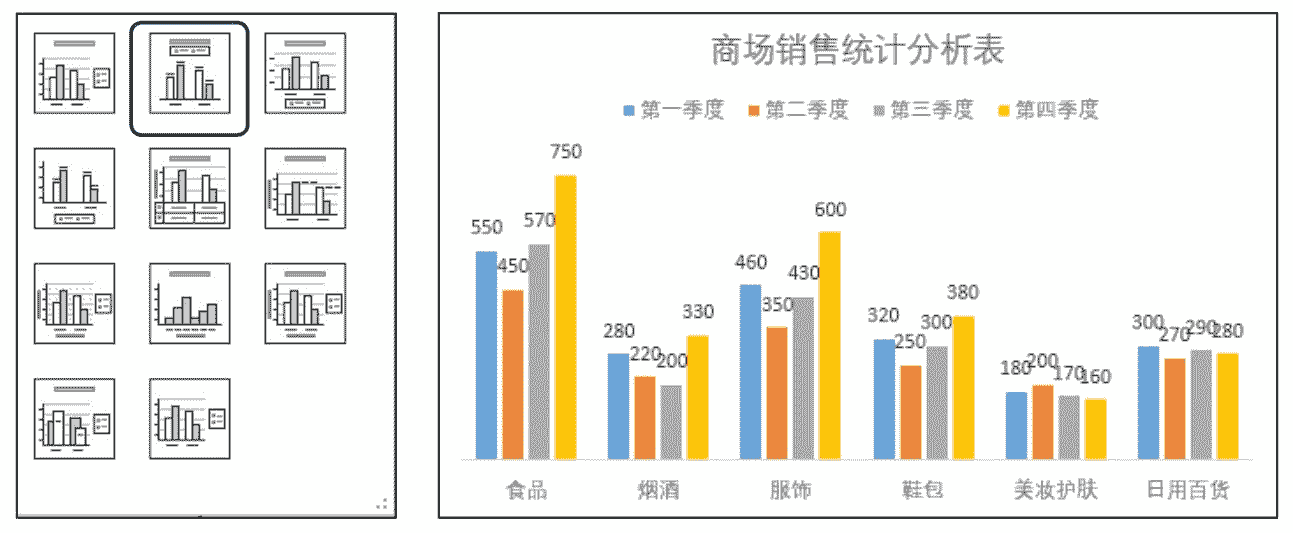 商场销售统计分析表
第一季度 第二季度 第三季度 第四季度
550 450 570 750
280 220 200 330
460 350 430 600
320 250 300 380
180 200 170 160
300 270 290 280
食品 烟酒 服饰 鞋包 美妆护肤 日用百货